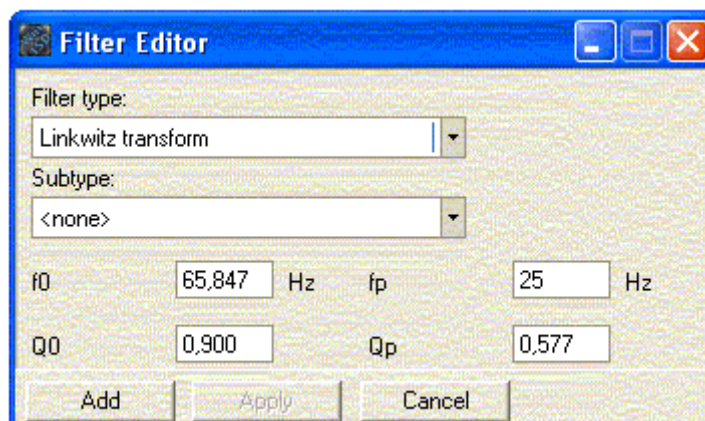 Filter Editor
Filter type:
Linkwitz transform
Subtype:
<none>
f0 65,847 Hz fp 25 Hz
Q0 0,900 Qp 0,577
Add Apply Cancel